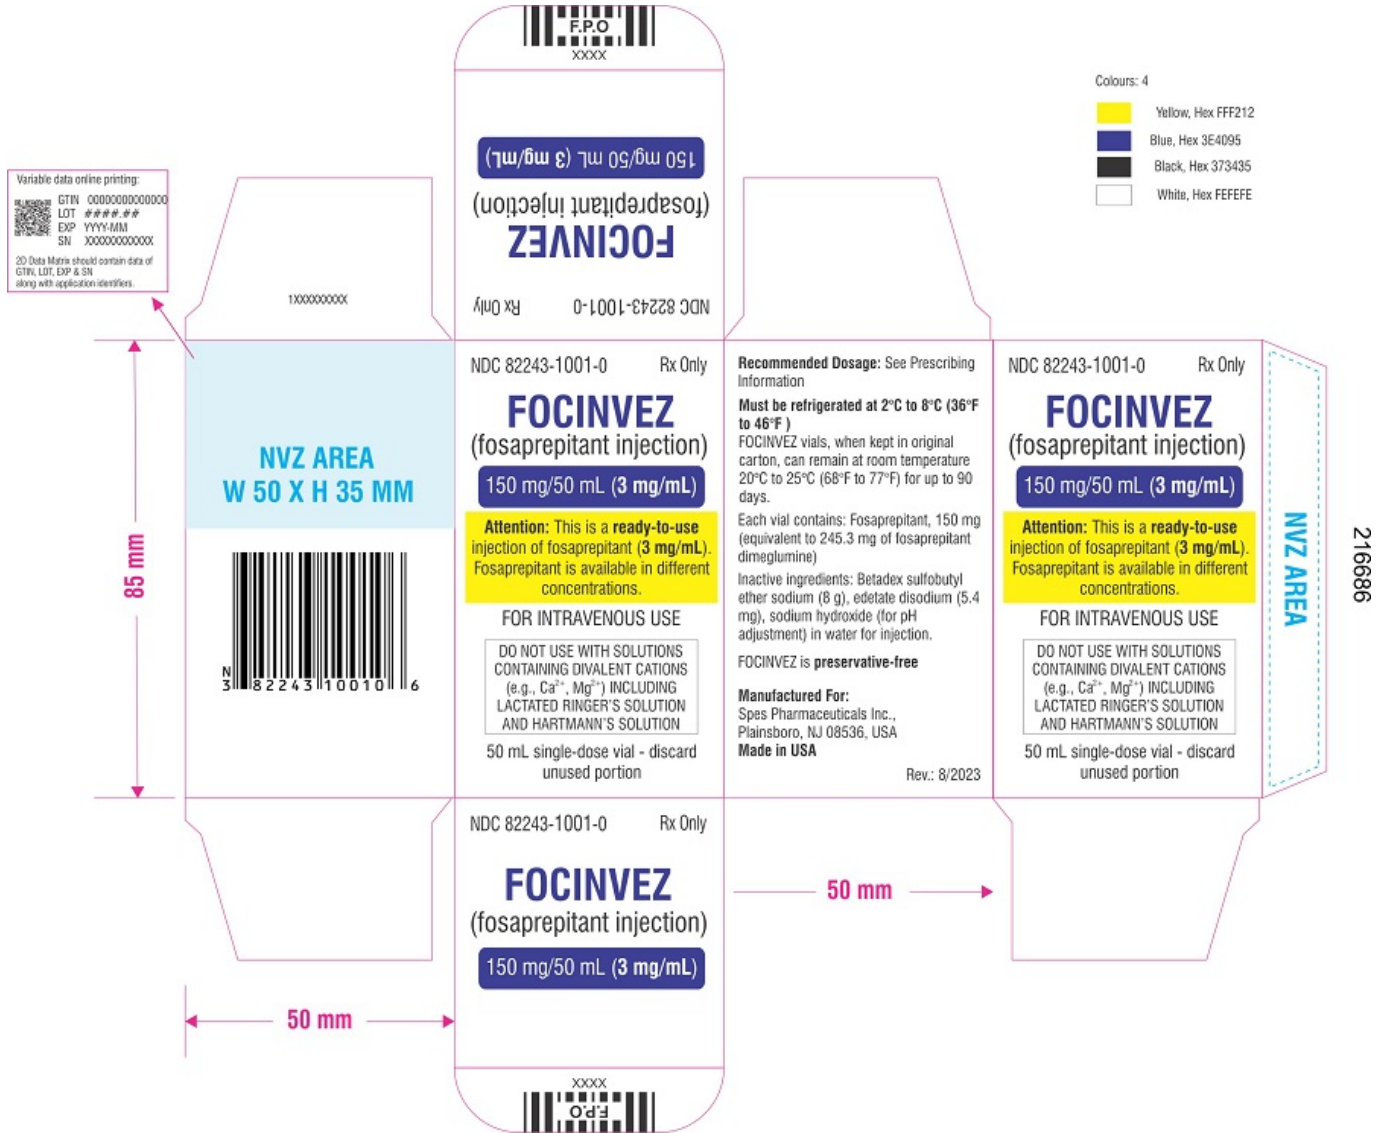 F.P.O
XXXX
150 mg/50 mL (3 mg/mL)
(fosaprepitant injection)
FOCINVEZ
NDC 82243-1001-0 Rx Only
Colours: 4
Yellow, Hex FFF212
Blue, Hex 3E4095
Black, Hex 373435
White, Hex FEFEFE
Variable data online printing:
GTIN 00000000000000
LOT ####.##
EXP YYYY-MM
SN XXXXXXXXXXX
2D Data Matrix should contain data of
GTIN, LOT, EXP & SN
along with application identifiers.
1XXXXXXXXX
85 mm
NVZ AREA
W 50 X H 35 MM
N
3 82243 10010 6
NDC 82243-1001-0 Rx Only
FOCINVEZ
(fosaprepitant injection)
150 mg/50 mL (3 mg/mL)
Attention: This is a ready-to-use
injection of fosaprepitant (3 mg/mL).
Fosaprepitant is available in different
concentrations.
FOR INTRAVENOUS USE
DO NOT USE WITH SOLUTIONS
CONTAINING DIVALENT CATIONS
(e.g., Ca²⁺, Mg²⁺) INCLUDING
LACTATED RINGER'S SOLUTION
AND HARTMANN'S SOLUTION
50 mL single-dose vial - discard
unused portion
Recommended Dosage: See Prescribing
Information
Must be refrigerated at 2°C to 8°C (36°F
to 46°F )
FOCINVEZ vials, when kept in original
carton, can remain at room temperature
20°C to 25°C (68°F to 77°F) for up to 90
days.
Each vial contains: Fosaprepitant, 150 mg
(equivalent to 245.3 mg of fosaprepitant
dimeglumine)
Inactive ingredients: Betadex sulfobutyl
ether sodium (8 g), edetate disodium (5.4
mg), sodium hydroxide (for pH
adjustment) in water for injection.
FOCINVEZ is preservative-free
Manufactured For:
Spes Pharmaceuticals Inc.,
Plainsboro, NJ 08536, USA
Made in USA
Rev.: 8/2023
NDC 82243-1001-0 Rx Only
FOCINVEZ
(fosaprepitant injection)
150 mg/50 mL (3 mg/mL)
Attention: This is a ready-to-use
injection of fosaprepitant (3 mg/mL).
Fosaprepitant is available in different
concentrations.
FOR INTRAVENOUS USE
DO NOT USE WITH SOLUTIONS
CONTAINING DIVALENT CATIONS
(e.g., Ca²⁺, Mg²⁺) INCLUDING
LACTATED RINGER'S SOLUTION
AND HARTMANN'S SOLUTION
50 mL single-dose vial - discard
unused portion
NVZ AREA
216686
NDC 82243-1001-0 Rx Only
FOCINVEZ
(fosaprepitant injection)
150 mg/50 mL (3 mg/mL)
50 mm
50 mm
XXXX
F.P.O